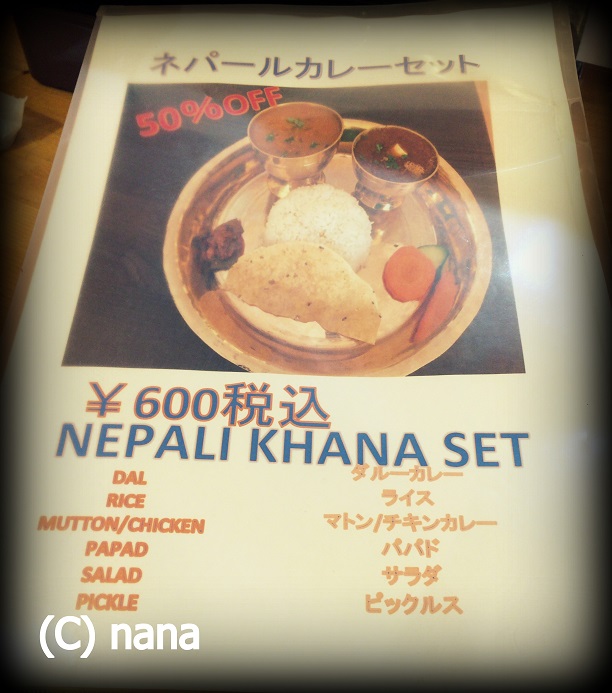 ネパールカレーセット
50%OFF
￥600税込
NEPALI KHANA SET
DAL ダルーカレー
RICE ライス
MUTTON/CHICKEN マトン/チキンカレー
PAPAD パパド
SALAD サラダ
PICKLE ピックルス
(C) nana